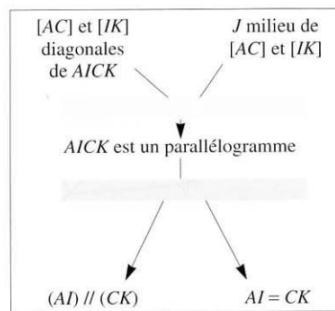 [AC] et [IK]
diagonales
de AICK
J milieu de
[AC] et [IK]
AICK est un parallélogramme
(AI) // (CK)
AI = CK